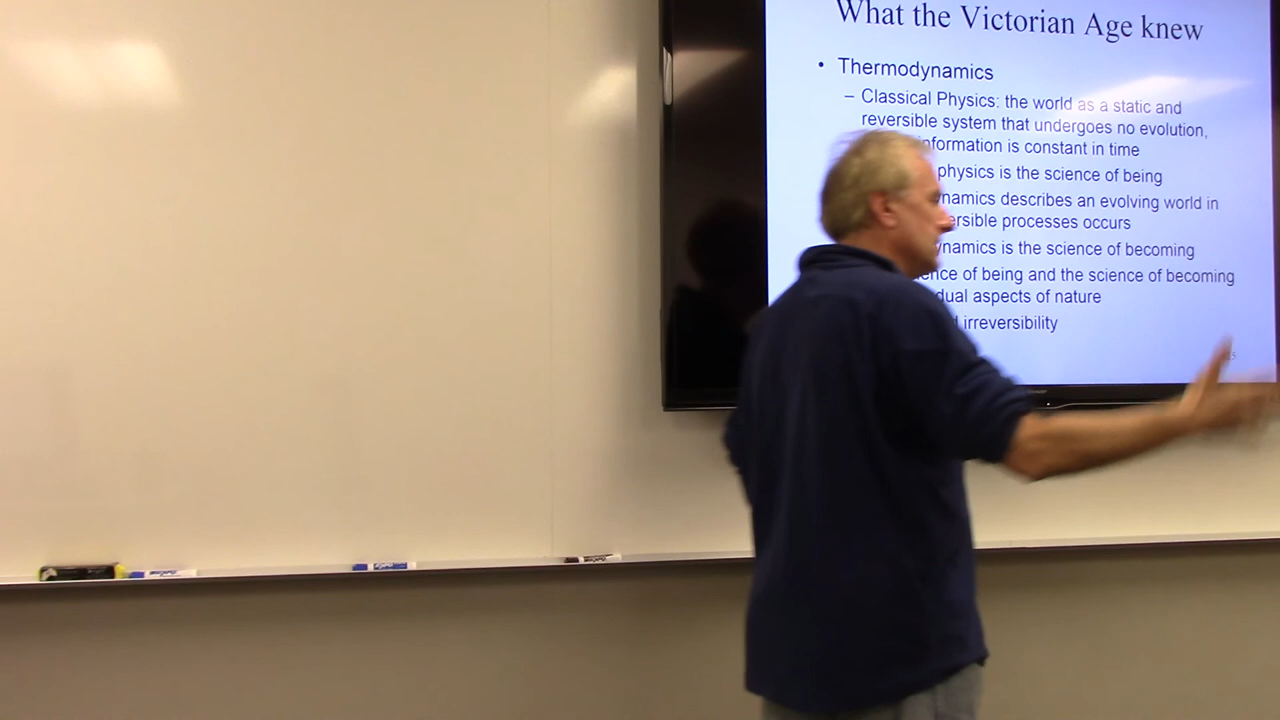 What the Victorian Age knew
• Thermodynamics
– Classical Physics: the world as a static and
reversible system that undergoes no evolution,
information is constant in time
physics is the science of being
namics describes an evolving world in
ersible processes occurs
ynamics is the science of becoming
ence of being and the science of becoming
dual aspects of nature
irreversibility